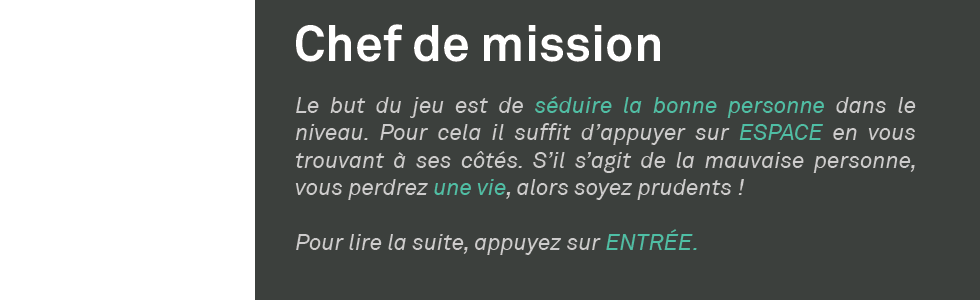 Chef de mission
Le but du jeu est de séduire la bonne personne dans le
niveau. Pour cela il suffit d’appuyer sur ESPACE en vous
trouvant à ses côtés. S’il s’agit de la mauvaise personne,
vous perdrez une vie, alors soyez prudents !
Pour lire la suite, appuyez sur ENTRÉE.